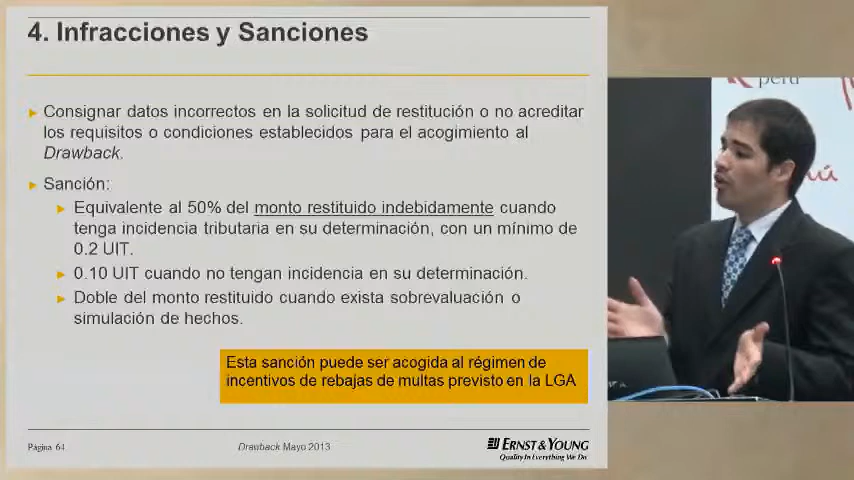 4. Infracciones y Sanciones
Consignar datos incorrectos en la solicitud de restitución o no acreditar
los requisitos o condiciones establecidos para el acogimiento al
Drawback.
Sanción:
Equivalente al 50% del monto restituido indebidamente cuando
tenga incidencia tributaria en su determinación, con un mínimo de
0.2 UIT.
0.10 UIT cuando no tengan incidencia en su determinación.
Doble del monto restituido cuando exista sobrevaluación o
simulación de hechos.
Esta sanción puede ser acogida al régimen de
incentivos de rebajas de multas previsto en la LGA
Página 64
Drawback Mayo 2013
ERNST & YOUNG
Quality In Everything We Do
perú